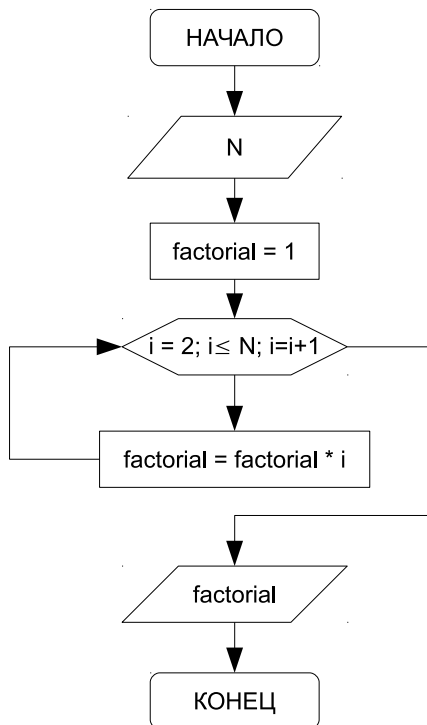 НАЧАЛО
N
factorial = 1
i = 2; i≤ N; i=i+1
factorial = factorial * i
factorial
КОНЕЦ